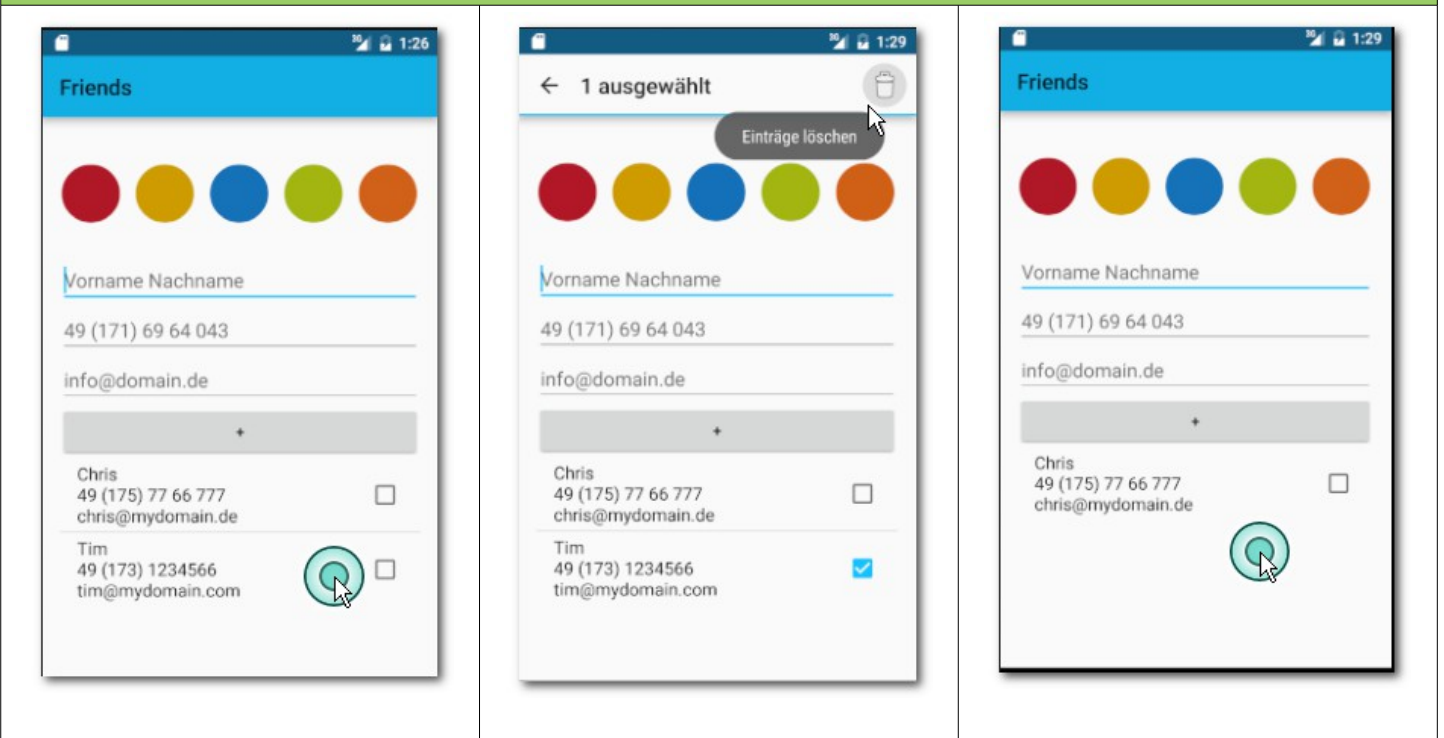 3G 1:26
Friends
Vorname Nachname
49 (171) 69 64 043
info@domain.de
+
Chris
49 (175) 77 66 777
chris@mydomain.de
Tim
49 (173) 1234566
tim@mydomain.com
3G 1:29
1 ausgewählt
Einträge löschen
Vorname Nachname
49 (171) 69 64 043
info@domain.de
+
Chris
49 (175) 77 66 777
chris@mydomain.de
Tim
49 (173) 1234566
tim@mydomain.com
3G 1:29
Friends
Vorname Nachname
49 (171) 69 64 043
info@domain.de
+
Chris
49 (175) 77 66 777
chris@mydomain.de